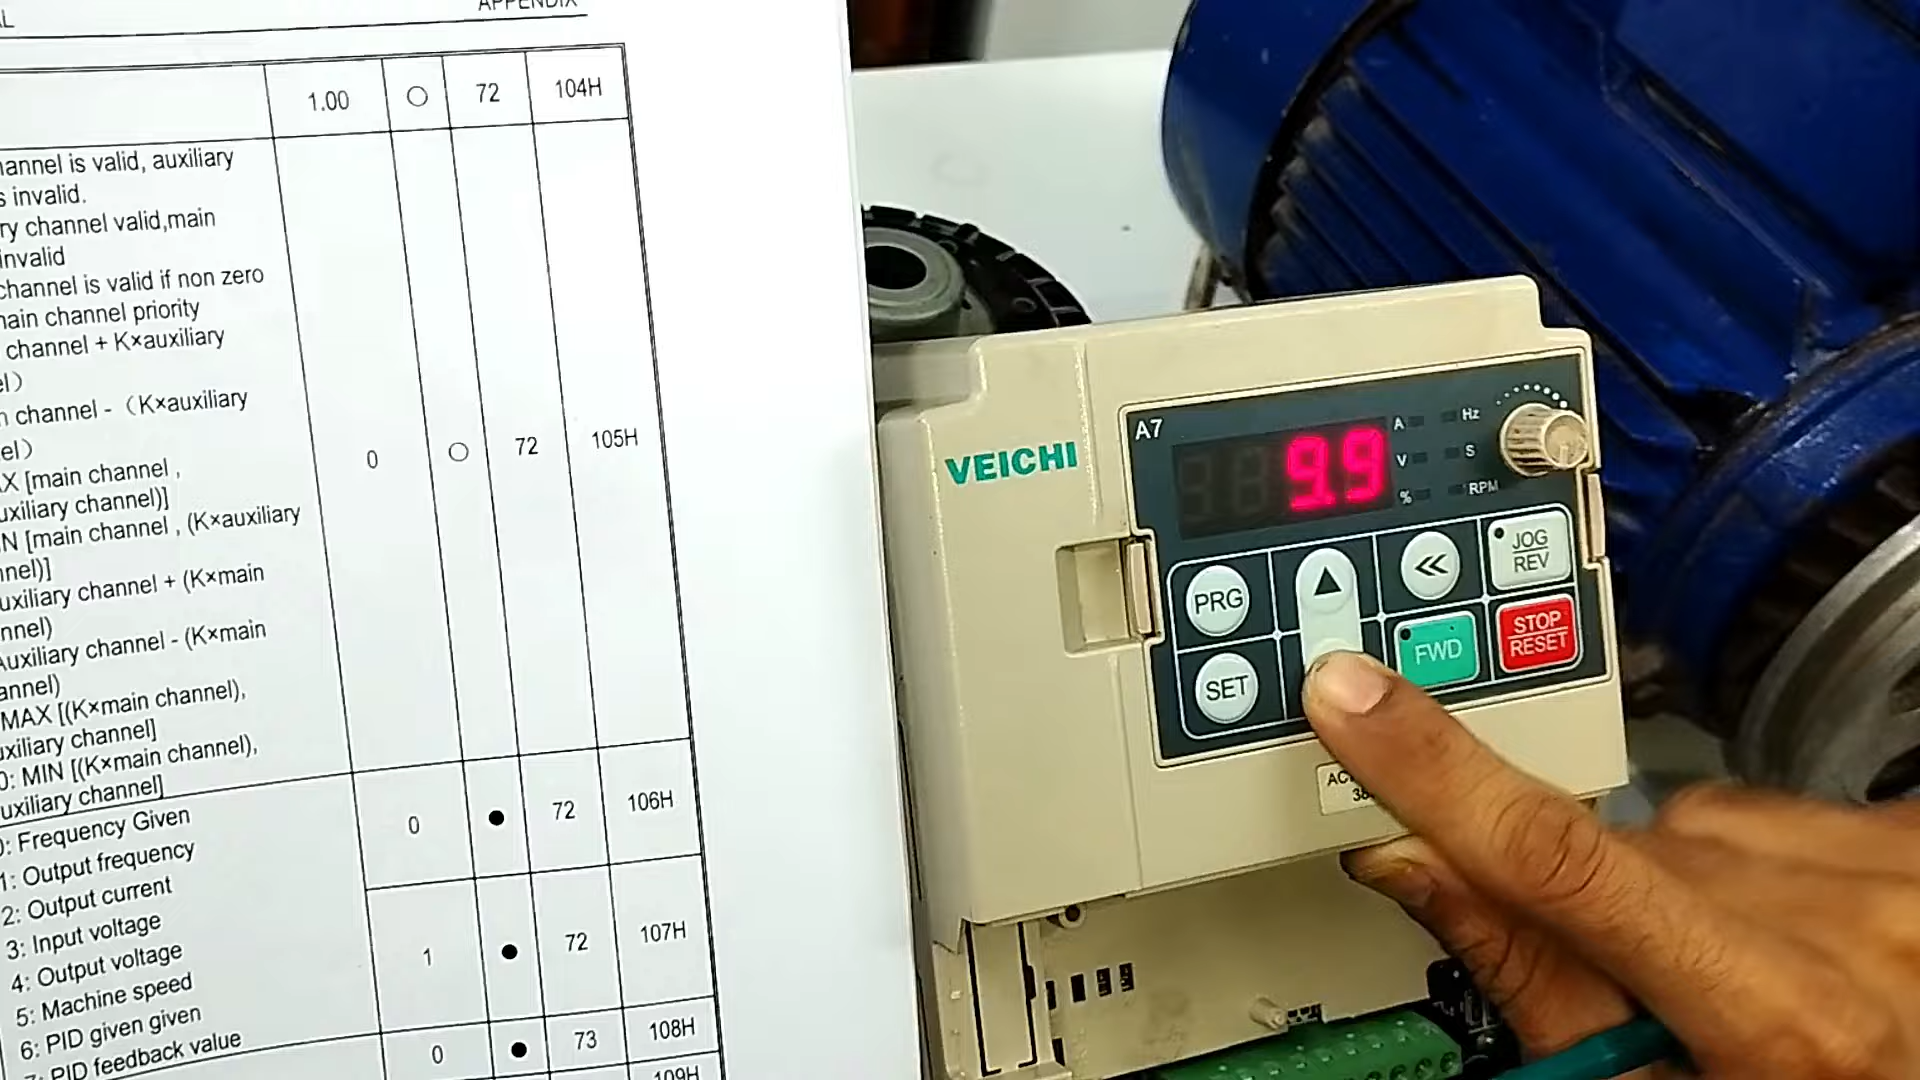 APPENDIX
1.00 72 104H
channel is valid, auxiliary
s invalid.
ry channel valid,main
invalid
channel is valid if non zero
main channel priority
channel + K×auxiliary
el）
n channel -（K×auxiliary
el）
X [main channel ,
uxiliary channel)]
N [main channel , (K×auxiliary
nnel)]
uxiliary channel + (K×main
nnel)
Auxiliary channel - (K×main
annel)
MAX [(K×main channel),
uxiliary channel]
0: MIN [(K×main channel),
uxiliary channel]
0 72 105H
0: Frequency Given
1: Output frequency
2: Output current
3: Input voltage
4: Output voltage
5: Machine speed
6: PID given given
7: PID feedback value
0 72 106H
1 72 107H
0 73 108H
109H
VEICHI
A7
9.9
A Hz
V S
% RPM
PRG
▲
≪
JOG
REV
SET
FWD
STOP
RESET